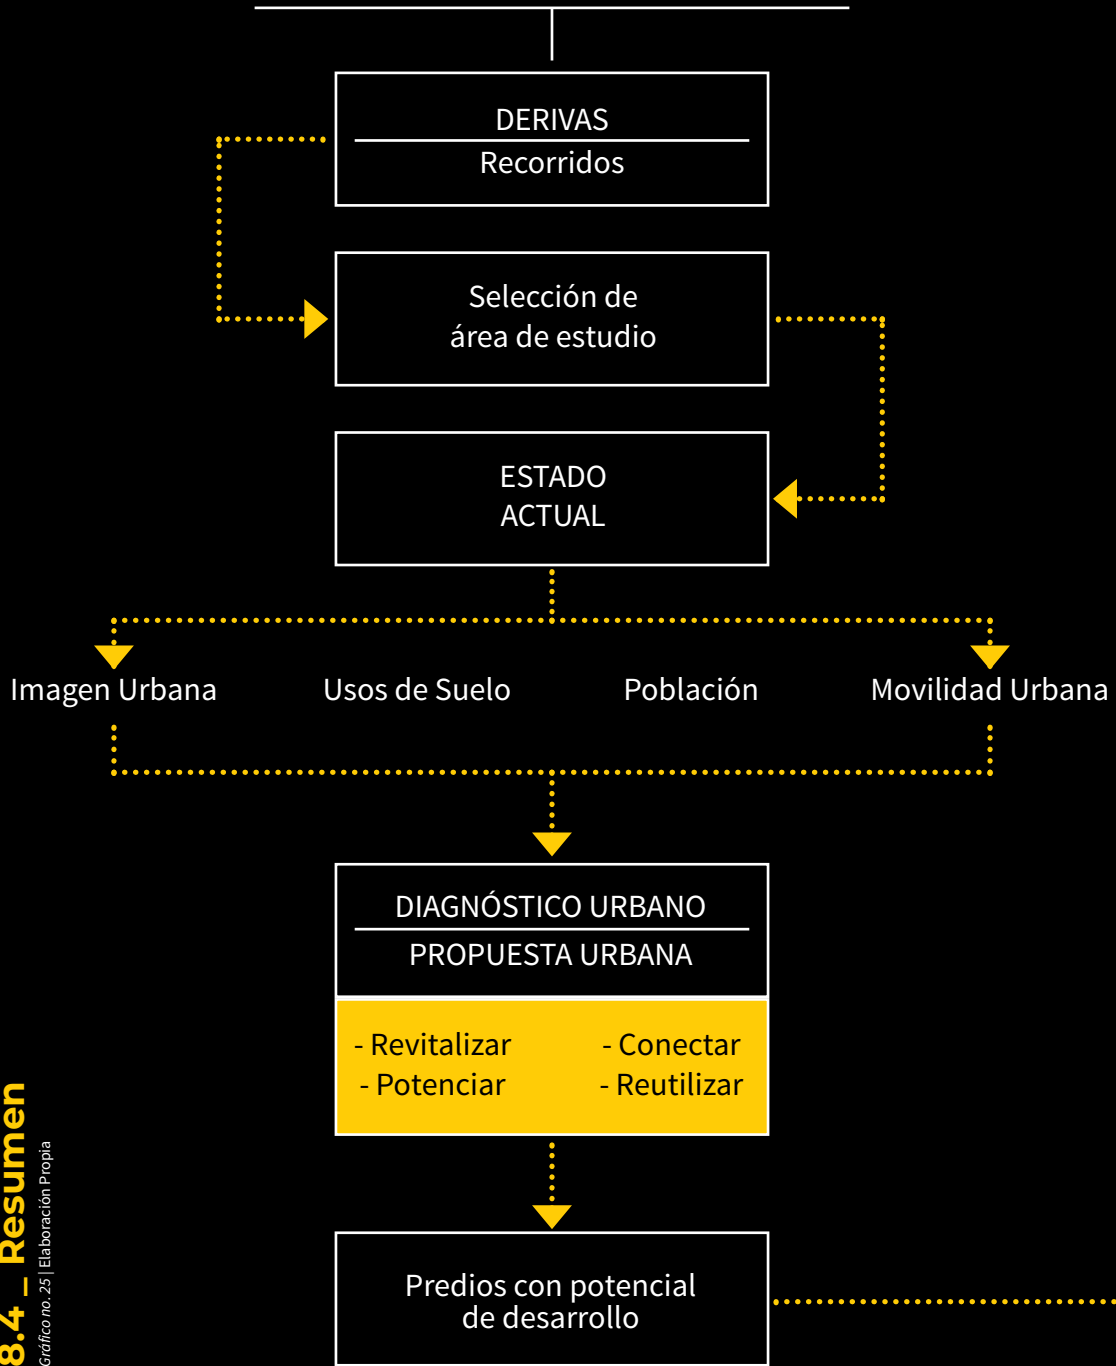 DERIVAS
Recorridos
Selección de
área de estudio
ESTADO
ACTUAL
Imagen Urbana
Usos de Suelo
Población
Movilidad Urbana
DIAGNÓSTICO URBANO
PROPUESTA URBANA
- Revitalizar
- Potenciar
- Conectar
- Reutilizar
Predios con potencial
de desarrollo
8.4 _ Resumen
Gráfico no. 25 | Elaboración Propia